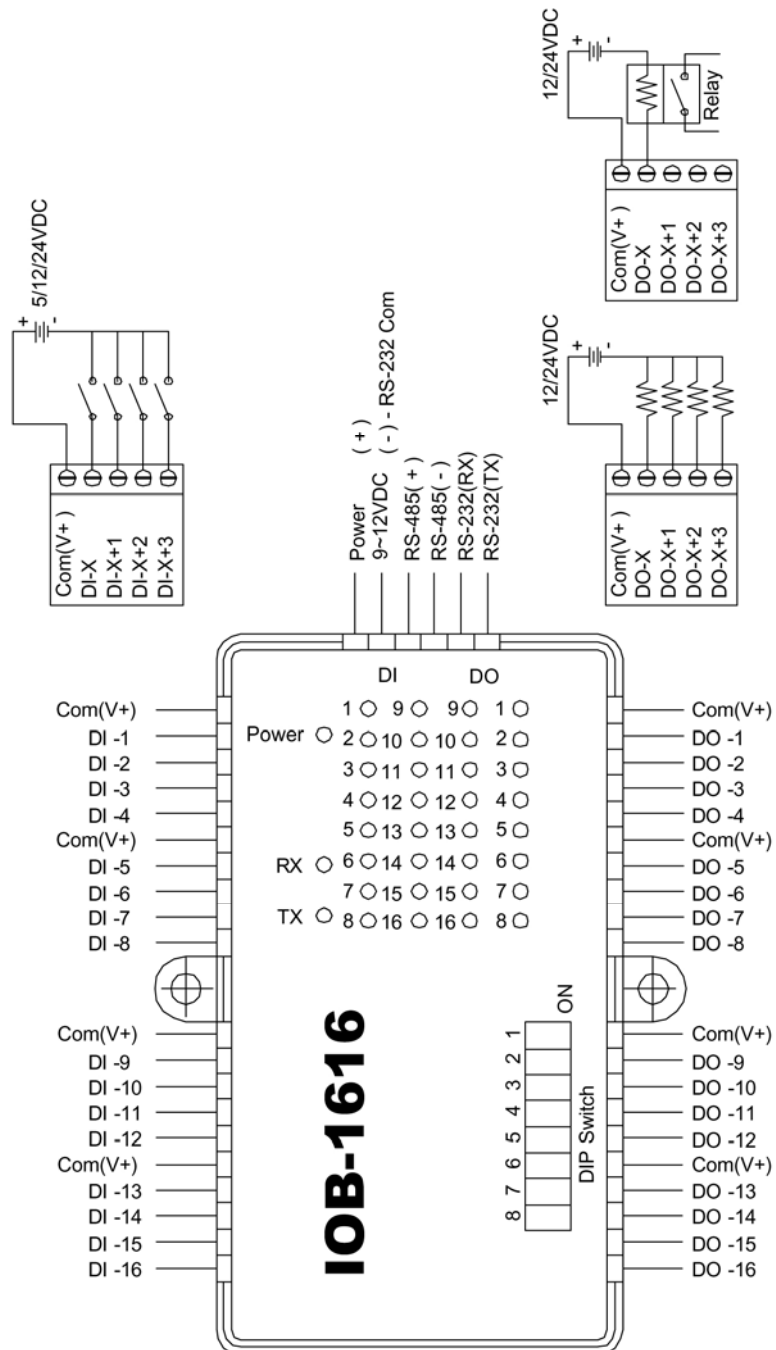 12/24VDC
+ -
Relay
Com(V+)
DO-X
DO-X+1
DO-X+2
DO-X+3
5/12/24VDC
+ -
Com(V+)
DI-X
DI-X+1
DI-X+2
DI-X+3
12/24VDC
+ -
Com(V+)
DO-X
DO-X+1
DO-X+2
DO-X+3
Power (+)
9~12VDC (-) - RS-232 Com
RS-485(+)
RS-485(-)
RS-232(RX)
RS-232(TX)
Com(V+)
DI -1
DI -2
DI -3
DI -4
Com(V+)
DI -5
DI -6
DI -7
DI -8
Com(V+)
DI -9
DI -10
DI -11
DI -12
Com(V+)
DI -13
DI -14
DI -15
DI -16
DI DO
1 9 9 1
Power 2 10 10 2
3 11 11 3
4 12 12 4
5 13 13 5
RX 6 14 14 6
7 15 15 7
TX 8 16 16 8
IOB-1616
ON
1 2 3 4 5 6 7 8
DIP Switch
Com(V+)
DO -1
DO -2
DO -3
DO -4
Com(V+)
DO -5
DO -6
DO -7
DO -8
Com(V+)
DO -9
DO -10
DO -11
DO -12
Com(V+)
DO -13
DO -14
DO -15
DO -16